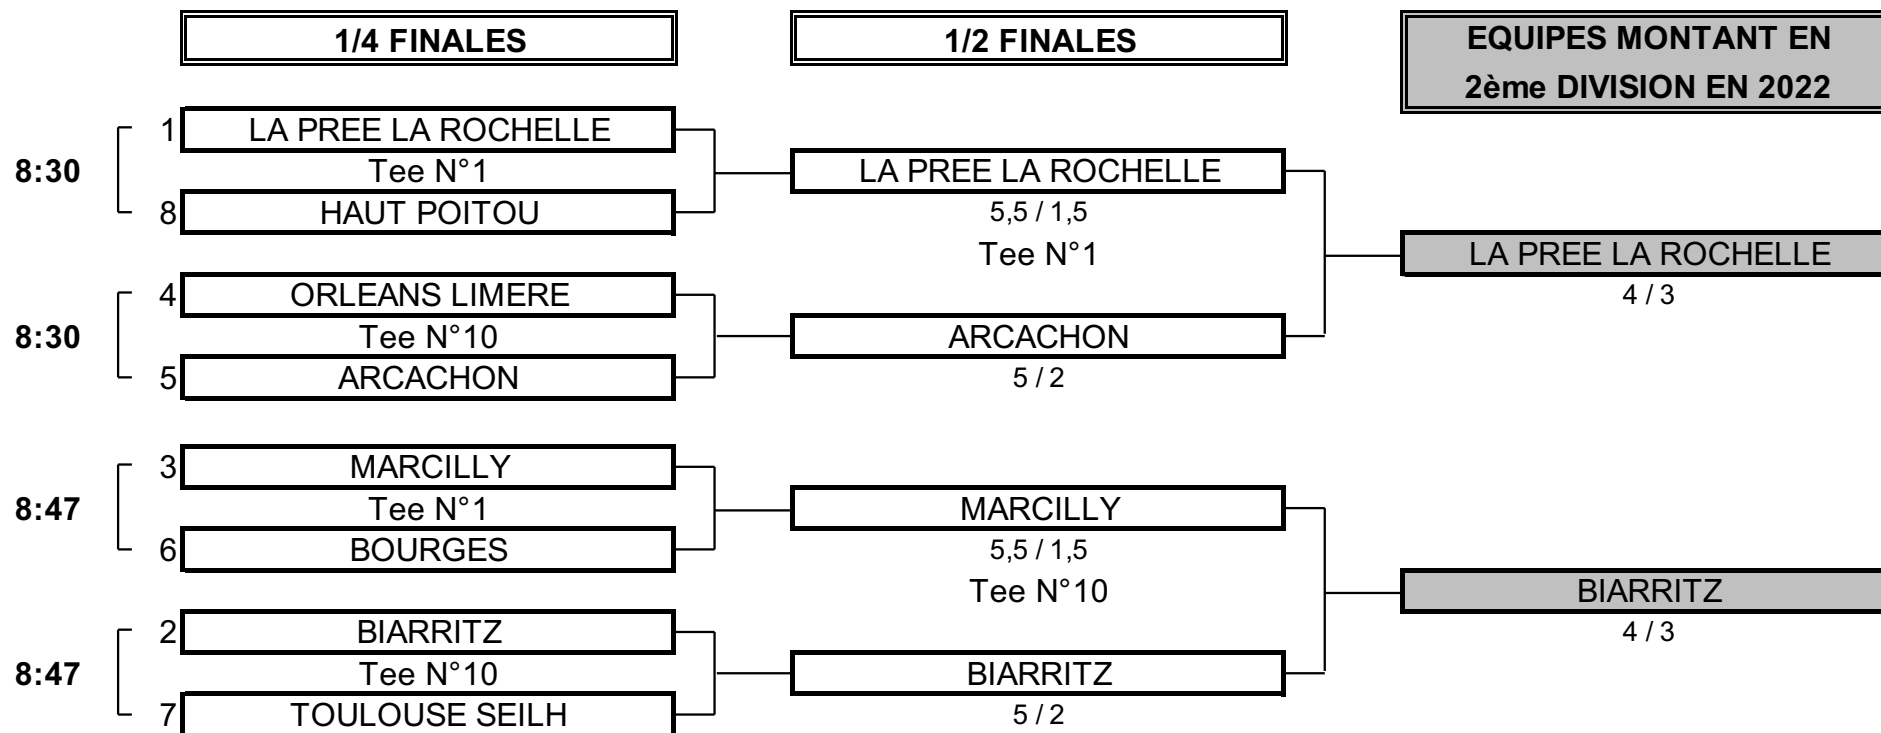 1/4 FINALES
1/2 FINALES
EQUIPES MONTANT EN
2ème DIVISION EN 2022
8:30
1 LA PREE LA ROCHELLE
Tee N°1
8 HAUT POITOU
8:30
4 ORLEANS LIMERE
Tee N°10
5 ARCACHON
8:47
3 MARCILLY
Tee N°1
6 BOURGES
8:47
2 BIARRITZ
Tee N°10
7 TOULOUSE SEILH
LA PREE LA ROCHELLE
5,5 / 1,5
Tee N°1
ARCACHON
5 / 2
MARCILLY
5,5 / 1,5
Tee N°10
BIARRITZ
5 / 2
LA PREE LA ROCHELLE
4 / 3
BIARRITZ
4 / 3